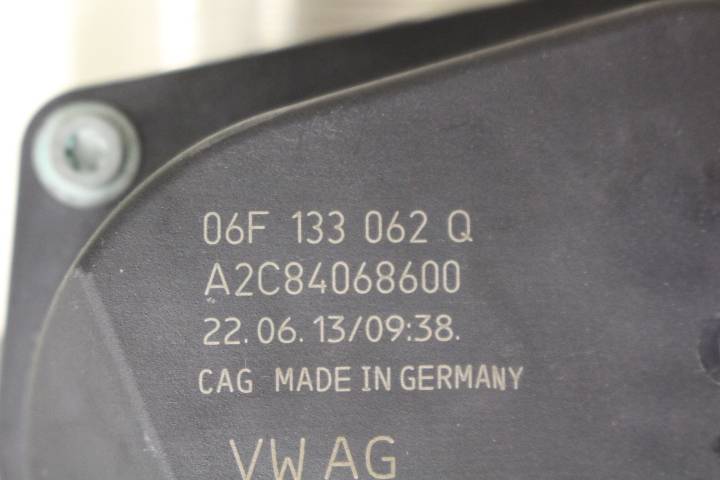 06F 133 062 Q
A2C84068600
22.06.13/09:38.
CAG MADE IN GERMANY
VW AG